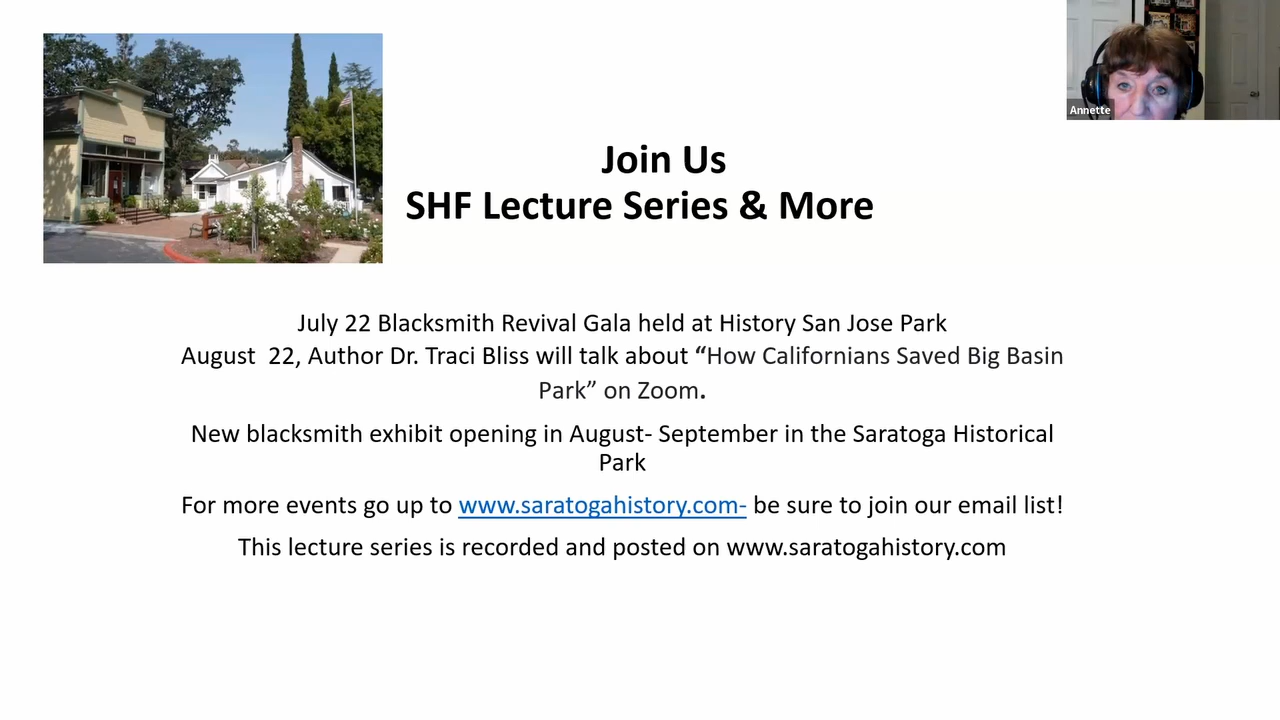 Annette
Join Us
SHF Lecture Series & More
July 22 Blacksmith Revival Gala held at History San Jose Park
August  22, Author Dr. Traci Bliss will talk about “How Californians Saved Big Basin
Park” on Zoom.
New blacksmith exhibit opening in August- September in the Saratoga Historical
Park
For more events go up to www.saratogahistory.com- be sure to join our email list!
This lecture series is recorded and posted on www.saratogahistory.com